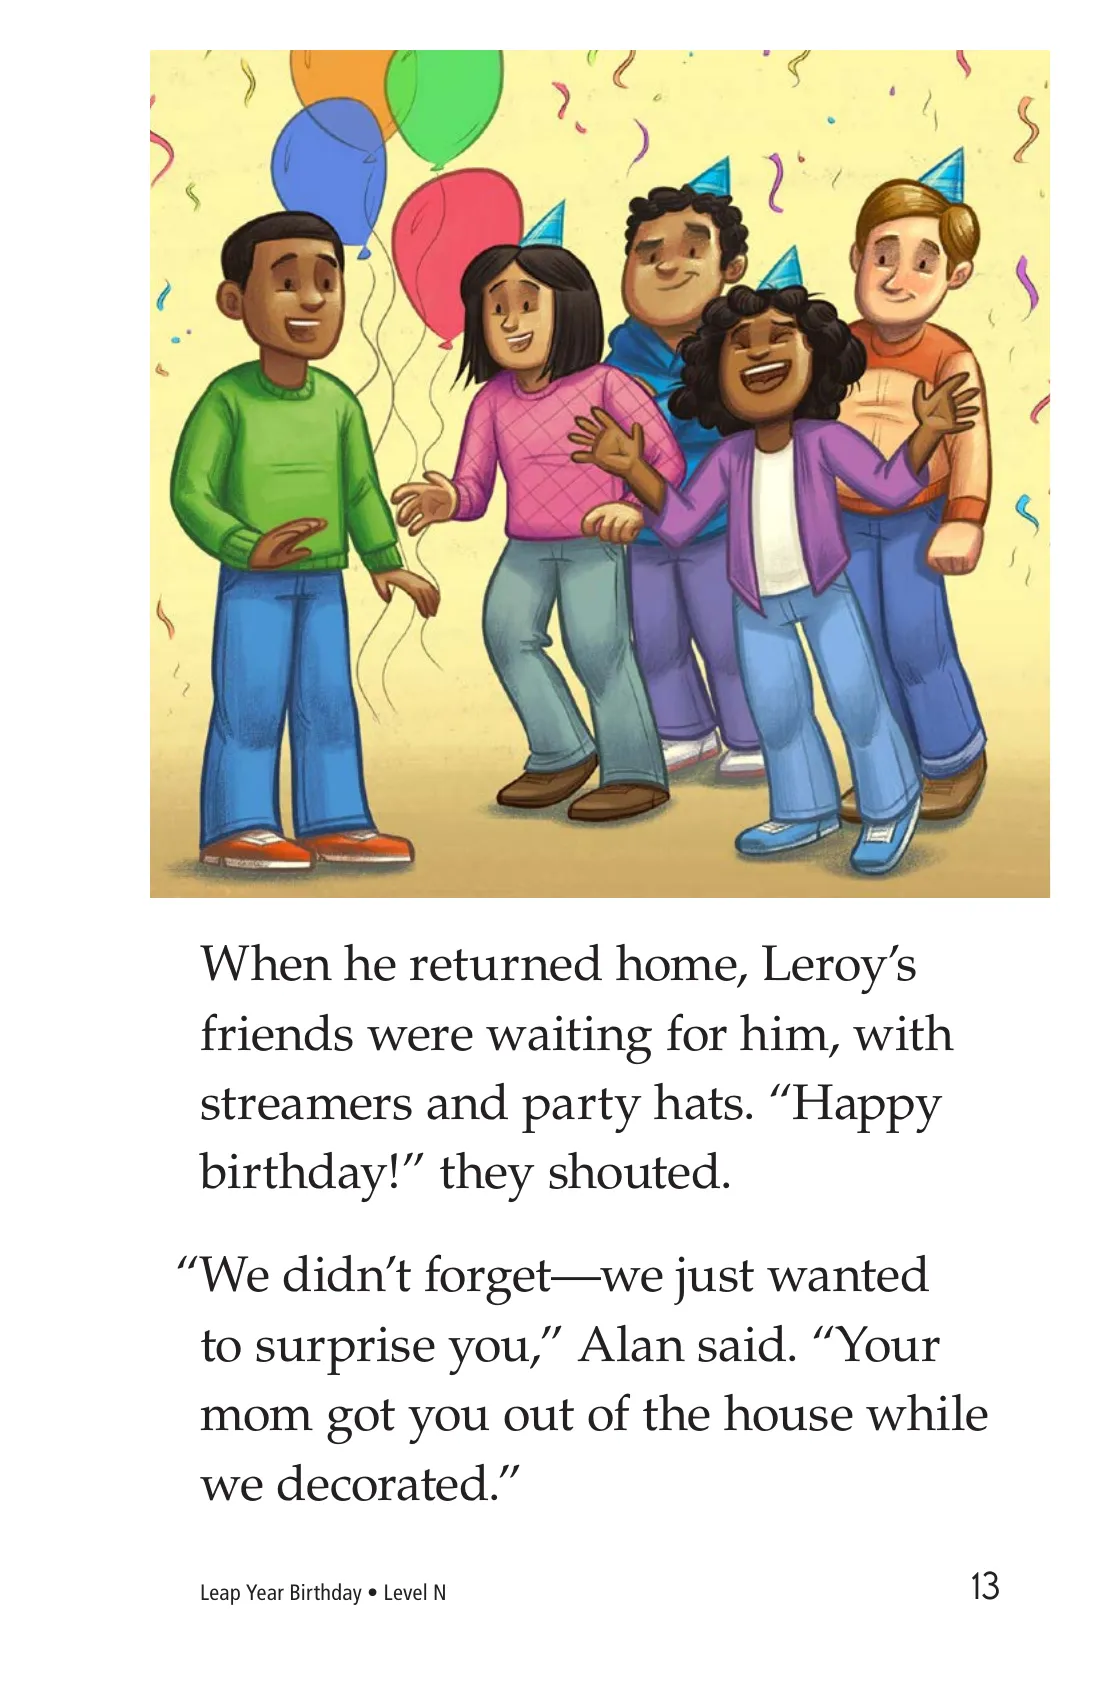 When he returned home, Leroy’s
friends were waiting for him, with
streamers and party hats. “Happy
birthday!” they shouted.
“We didn’t forget—we just wanted
to surprise you,” Alan said. “Your
mom got you out of the house while
we decorated.”
Leap Year Birthday • Level N
13